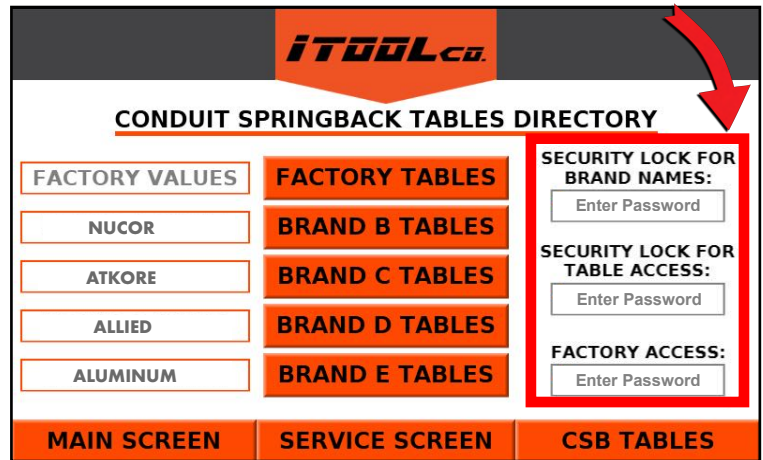 iTOOLco.
CONDUIT SPRINGBACK TABLES DIRECTORY
FACTORY VALUES
FACTORY TABLES
NUCOR
BRAND B TABLES
ATKORE
BRAND C TABLES
ALLIED
BRAND D TABLES
ALUMINUM
BRAND E TABLES
SECURITY LOCK FOR
BRAND NAMES:
Enter Password
SECURITY LOCK FOR
TABLE ACCESS:
Enter Password
FACTORY ACCESS:
Enter Password
MAIN SCREEN
SERVICE SCREEN
CSB TABLES